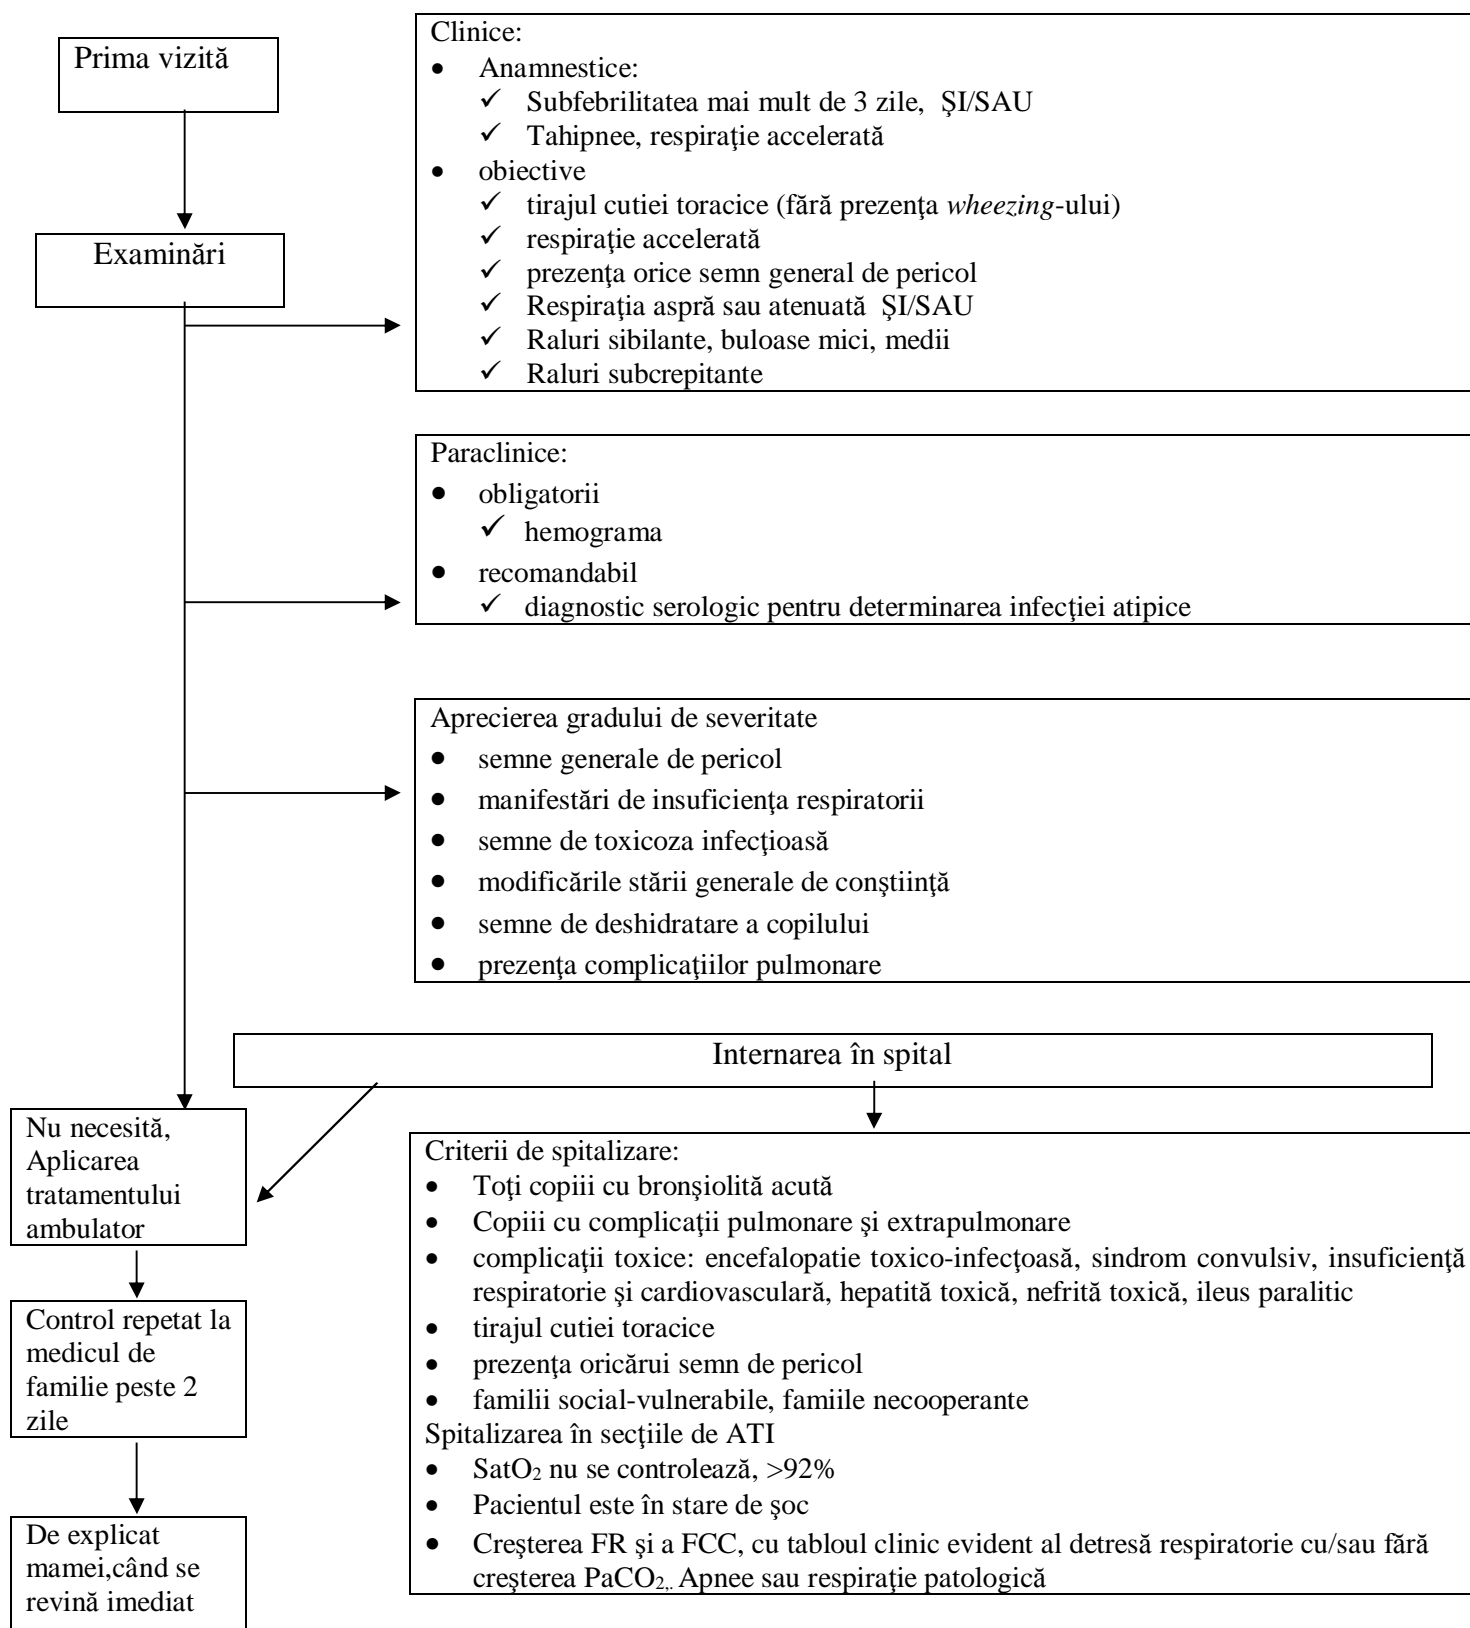 Prima vizită
Examinări
Clinice:
• Anamnestice:
✓ Subfebrilitatea mai mult de 3 zile, ŞI/SAU
✓ Tahipnee, respiraţie accelerată
• obiective
✓ tirajul cutiei toracice (fără prezenţa wheezing-ului)
✓ respiraţie accelerată
✓ prezenţa orice semn general de pericol
✓ Respiraţia aspră sau atenuată ŞI/SAU
✓ Raluri sibilante, buloase mici, medii
✓ Raluri subcrepitante
Paraclinice:
• obligatorii
✓ hemograma
• recomandabil
✓ diagnostic serologic pentru determinarea infecţiei atipice
Aprecierea gradului de severitate
• semne generale de pericol
• manifestări de insuficienţa respiratorii
• semne de toxicoza infecţioasă
• modificările stării generale de conştiinţă
• semne de deshidratare a copilului
• prezenţa complicaţiilor pulmonare
Internarea în spital
Nu necesită,
Aplicarea
tratamentului
ambulator
Control repetat la
medicul de
familie peste 2
zile
De explicat
mamei,când se
revină imediat
Criterii de spitalizare:
• Toţi copiii cu bronşiolită acută
• Copiii cu complicaţii pulmonare şi extrapulmonare
• complicaţii toxice: encefalopatie toxico-infecţoasă, sindrom convulsiv, insuficienţă
respiratorie şi cardiovasculară, hepatită toxică, nefrită toxică, ileus paralitic
• tirajul cutiei toracice
• prezenţa oricărui semn de pericol
• familii social-vulnerabile, famiile necooperante
Spitalizarea în secţiile de ATI
• SatO₂ nu se controlează, >92%
• Pacientul este în stare de şoc
• Creşterea FR şi a FCC, cu tabloul clinic evident al detresă respiratorie cu/sau fără
creşterea PaCO₂,. Apnee sau respiraţie patologică